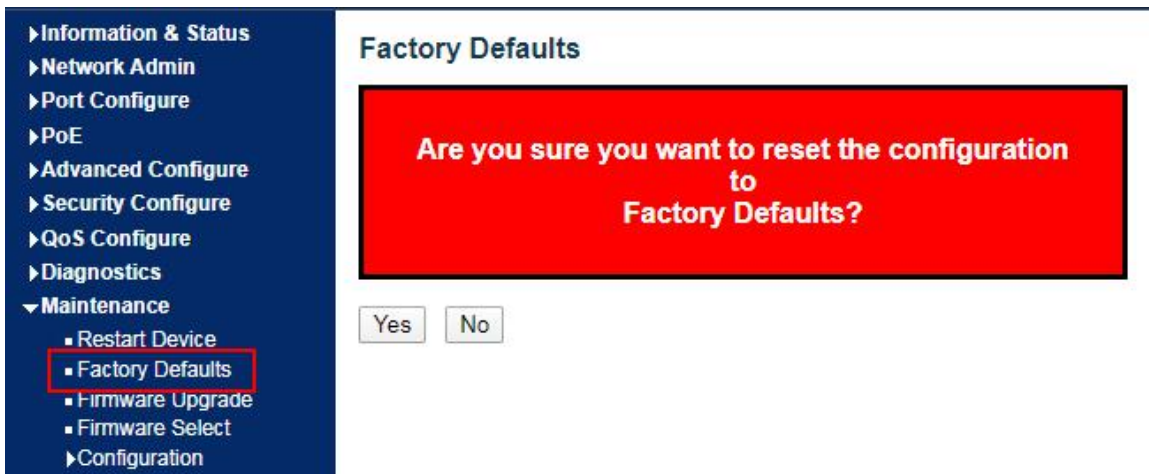 Information & Status
Network Admin
Port Configure
PoE
Advanced Configure
Security Configure
QoS Configure
Diagnostics
Maintenance
Restart Device
Factory Defaults
Firmware Upgrade
Firmware Select
Configuration
Factory Defaults
Are you sure you want to reset the configuration
to
Factory Defaults?
Yes No